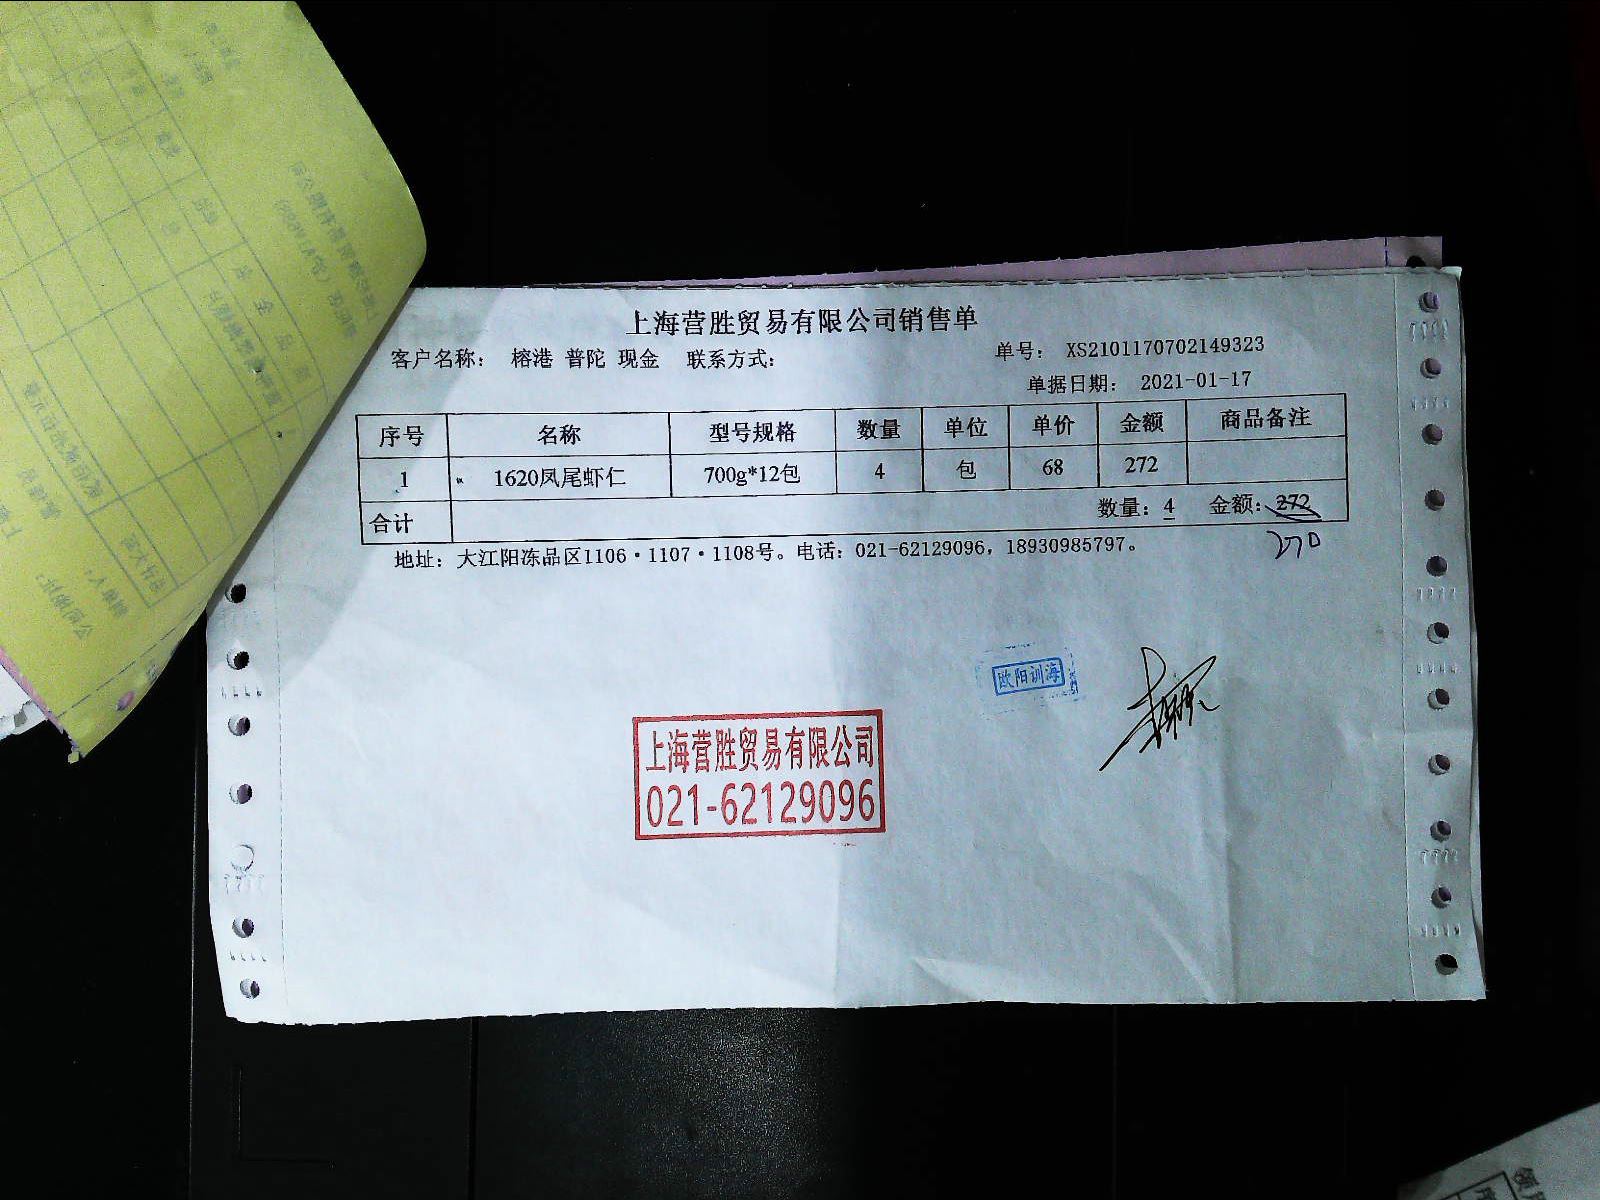 上海营胜贸易有限公司销售单
客户名称： 榕港 普陀 现金 联系方式： 单号： XS2101170702149323
单据日期： 2021-01-17
序号 名称 型号规格 数量 单位 单价 金额 商品备注
1 1620凤尾虾仁 700g*12包 4 包 68 272
合计 数量：4 金额：272
270
地址：大江阳冻品区1106·1107·1108号。电话：021-62129096，18930985797。
欧阳训海
上海营胜贸易有限公司
021-62129096